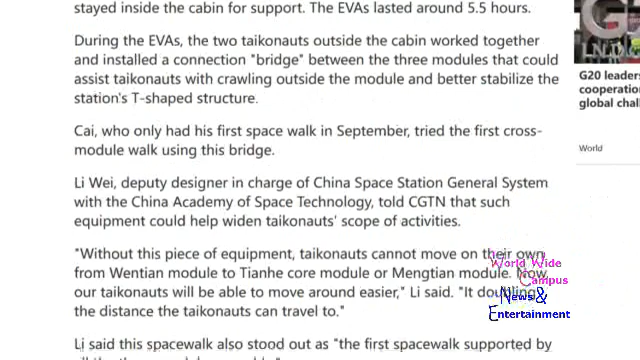 stayed inside the cabin for support. The EVAs lasted around 5.5 hours.
During the EVAs, the two taikonauts outside the cabin worked together
and installed a connection "bridge" between the three modules that could
assist taikonauts with crawling outside the module and better stabilize the
station's T-shaped structure.
Cai, who only had his first space walk in September, tried the first cross-
module walk using this bridge.
Li Wei, deputy designer in charge of China Space Station General System
with the China Academy of Space Technology, told CGTN that such
equipment could help widen taikonauts' scope of activities.
"Without this piece of equipment, taikonauts cannot move on their own
from Wentian module to Tianhe core module or Mengtian module. Now
our taikonauts will be able to move around easier," Li said. "It doubling
the distance the taikonauts can travel to."
Li said this spacewalk also stood out as "the first spacewalk supported by
G20 leaders
cooperation
global chal
World
World Wide
Campus
News &
Entertainment